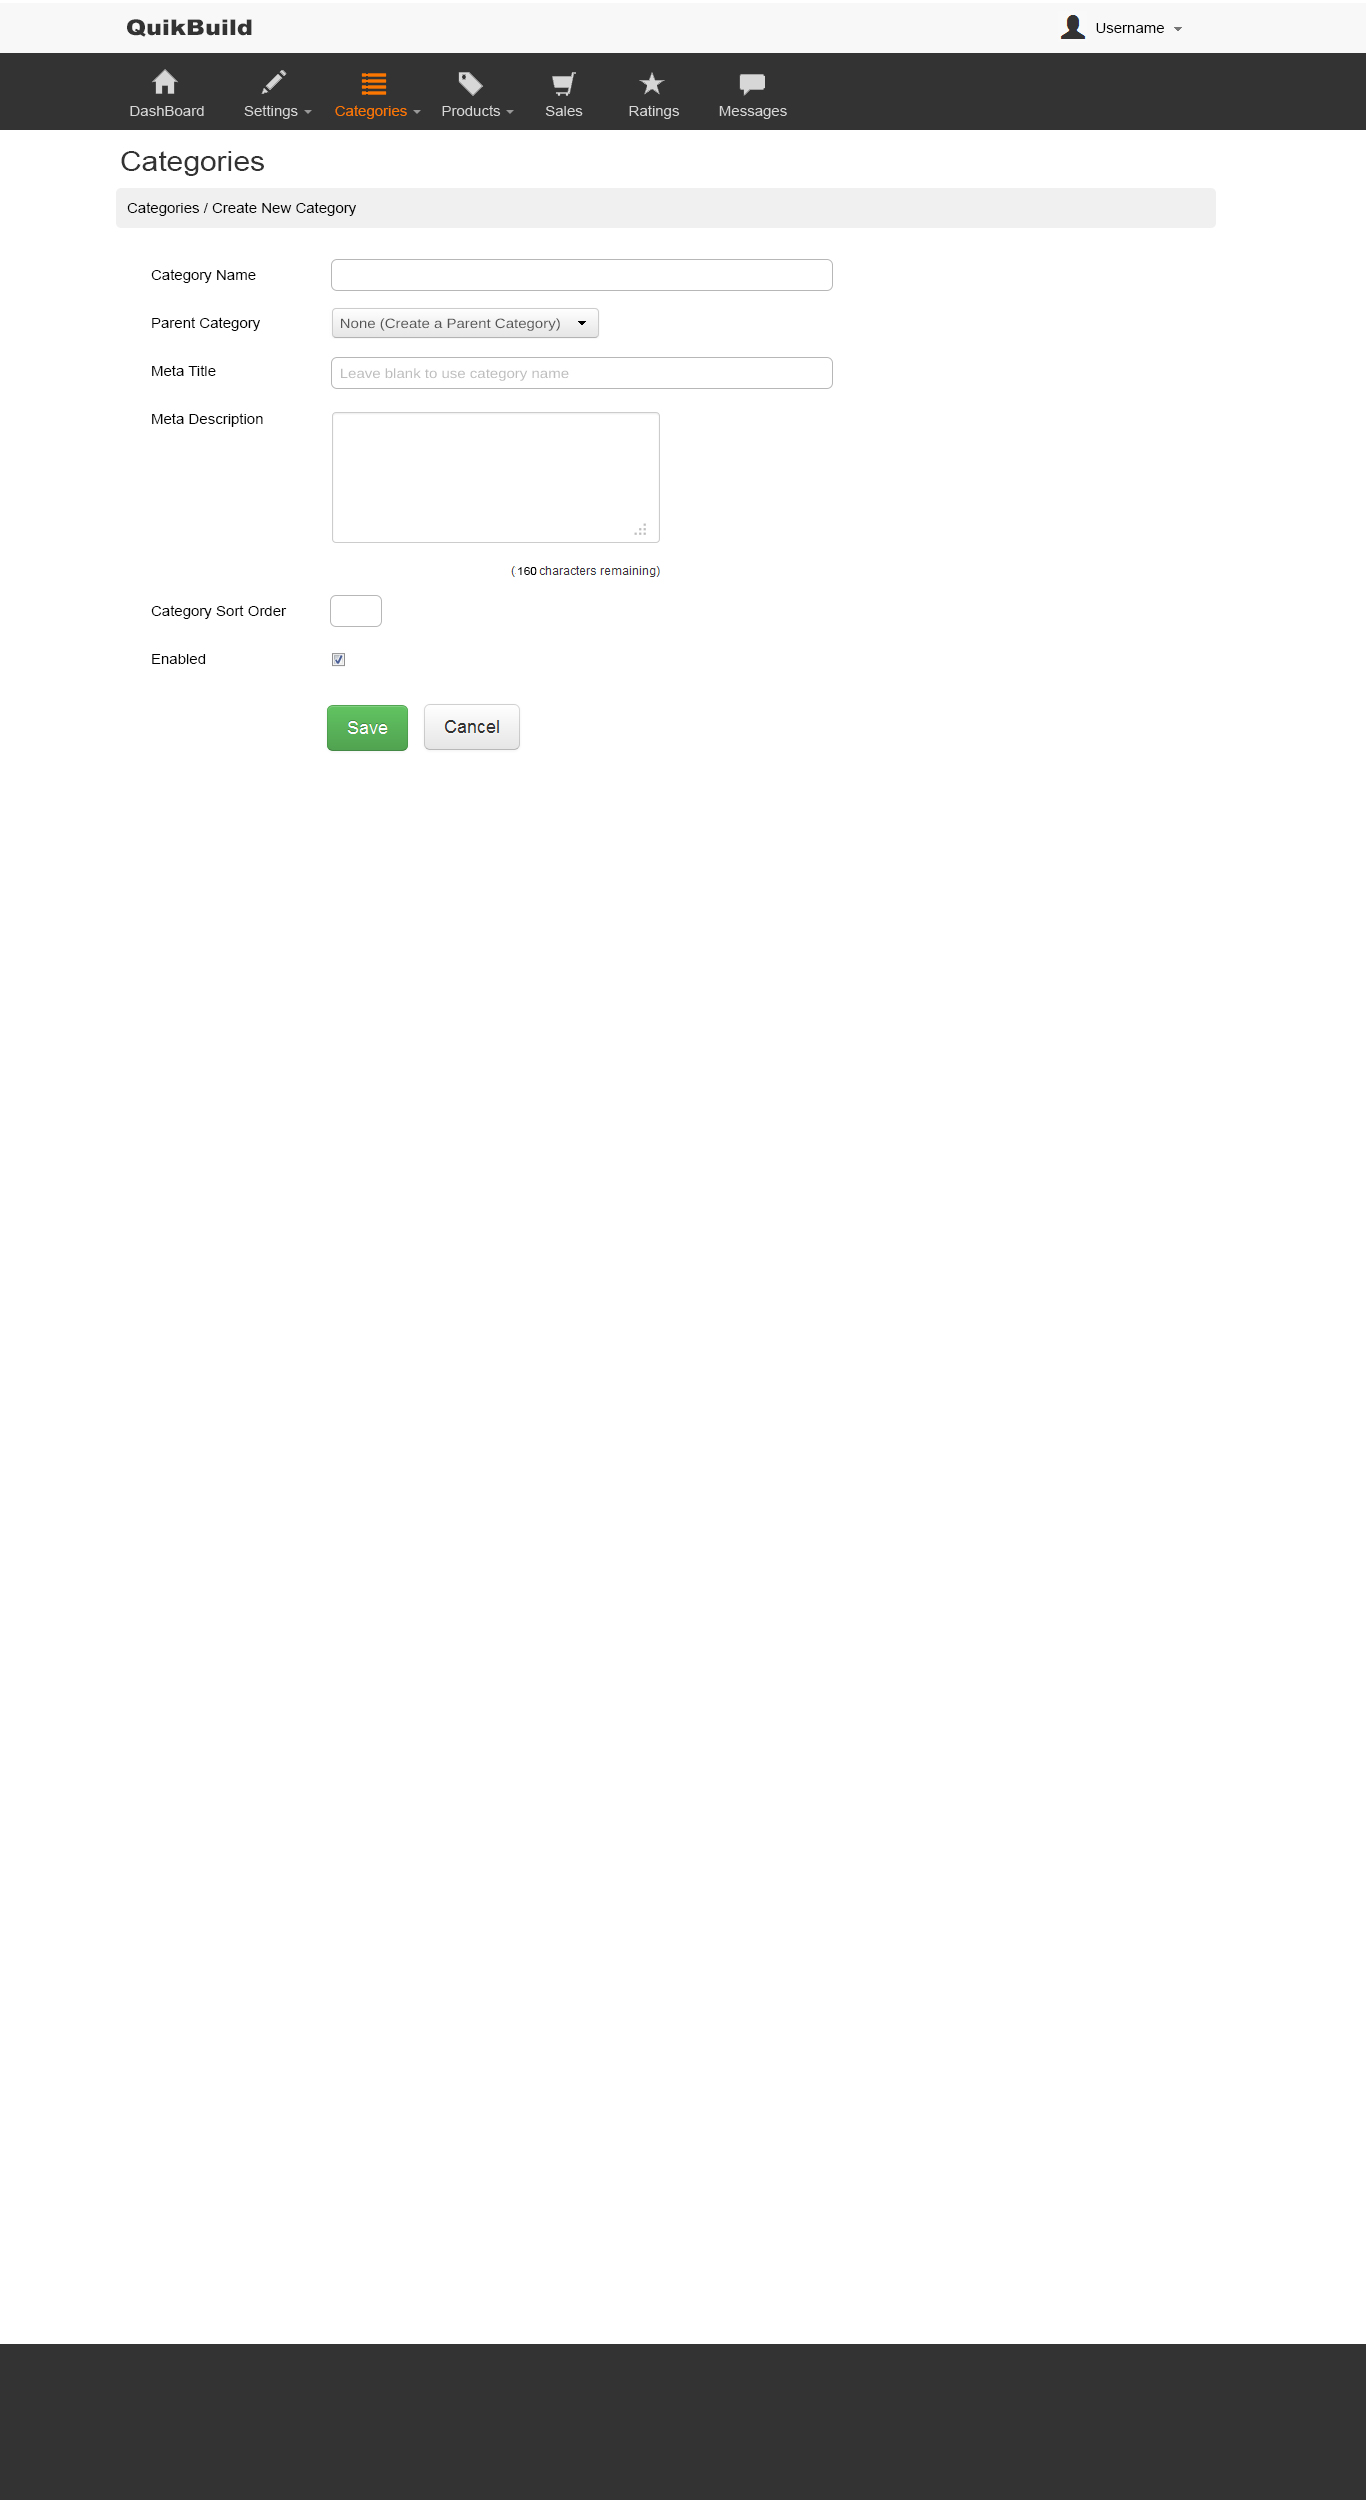 QuikBuild
Username
DashBoard
Settings
Categories
Products
Sales
Ratings
Messages
Categories
Categories / Create New Category
Category Name
Parent Category
None (Create a Parent Category)
Meta Title
Leave blank to use category name
Meta Description
( 160 characters remaining)
Category Sort Order
Enabled
Save
Cancel